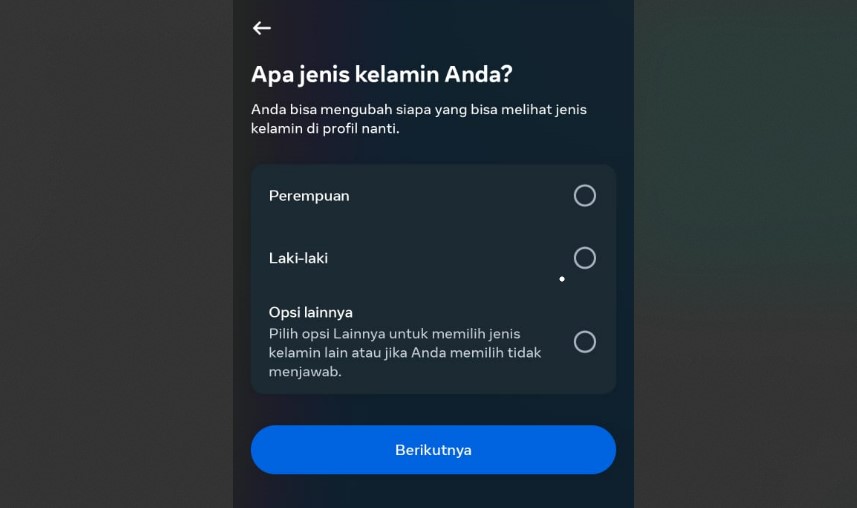 Apa jenis kelamin Anda?
Anda bisa mengubah siapa yang bisa melihat jenis
kelamin di profil nanti.
Perempuan
Laki-laki
Opsi lainnya
Pilih opsi Lainnya untuk memilih jenis
kelamin lain atau jika Anda memilih tidak
menjawab.
Berikutnya